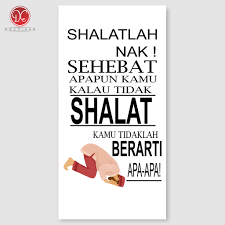 SHALATLAH
NAK !
SEHEBAT
APAPUN KAMU
KALAU TIDAK
SHALAT
KAMU TIDAKLAH
BERARTI
APA-APA!